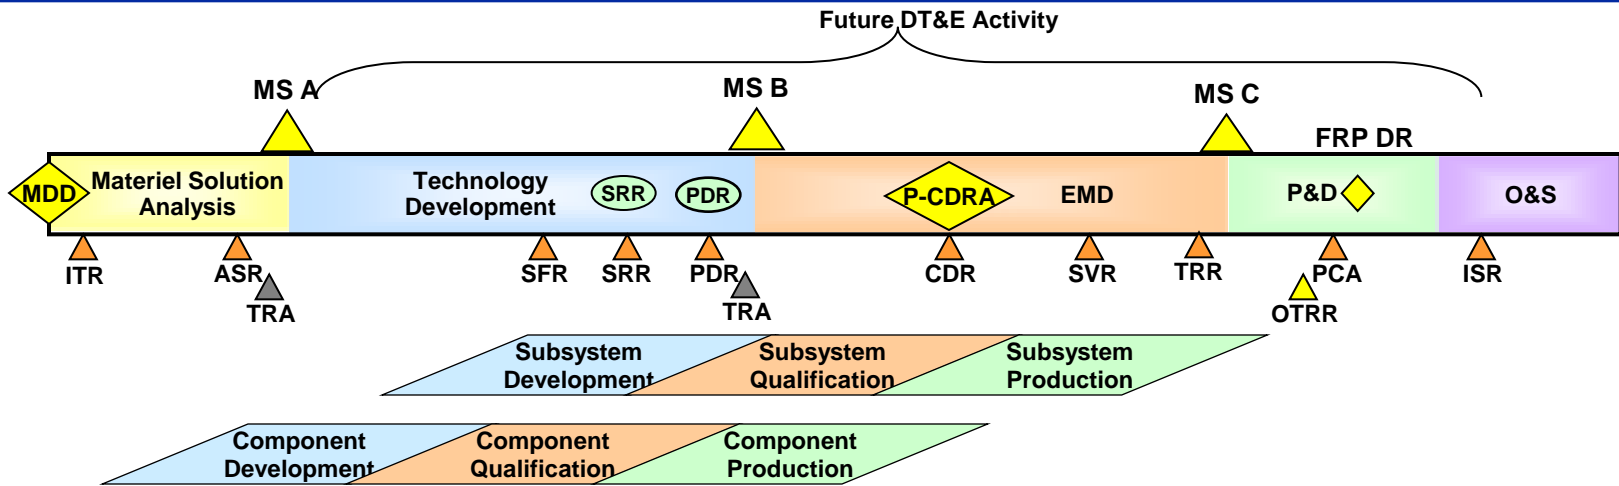 Future DT&E Activity
MS A
MS B
MS C
FRP DR
MDD
Materiel Solution
Analysis
Technology
Development
SRR
PDR
P-CDRA
EMD
P&D
O&S
ITR
ASR
TRA
SFR
SRR
PDR
TRA
CDR
SVR
TRR
OTRR
PCA
ISR
Subsystem
Development
Subsystem
Qualification
Subsystem
Production
Component
Development
Component
Qualification
Component
Production